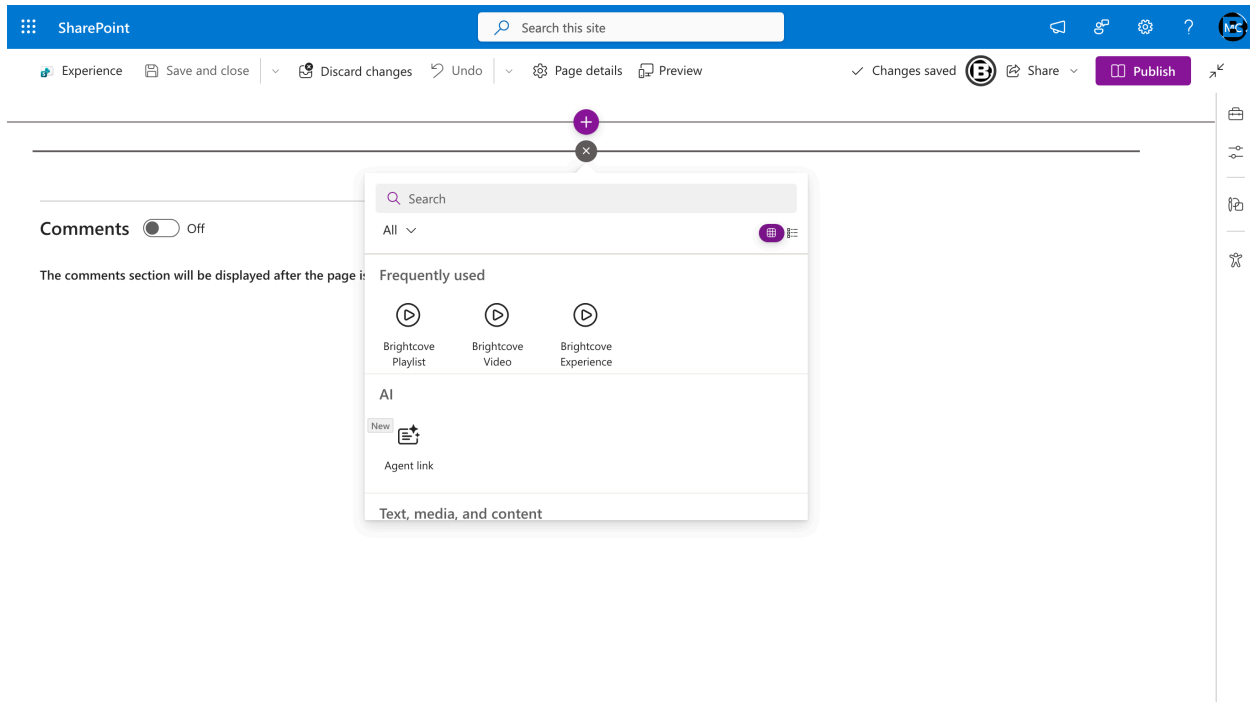 SharePoint
Search this site
?
MC
Experience
Save and close
Discard changes
Undo
Page details
Preview
Changes saved
B
Share
Publish
Search
All
Comments
Off
The comments section will be displayed after the page is
Frequently used
Brightcove
Playlist
Brightcove
Video
Brightcove
Experience
AI
New
Agent link
Text, media, and content